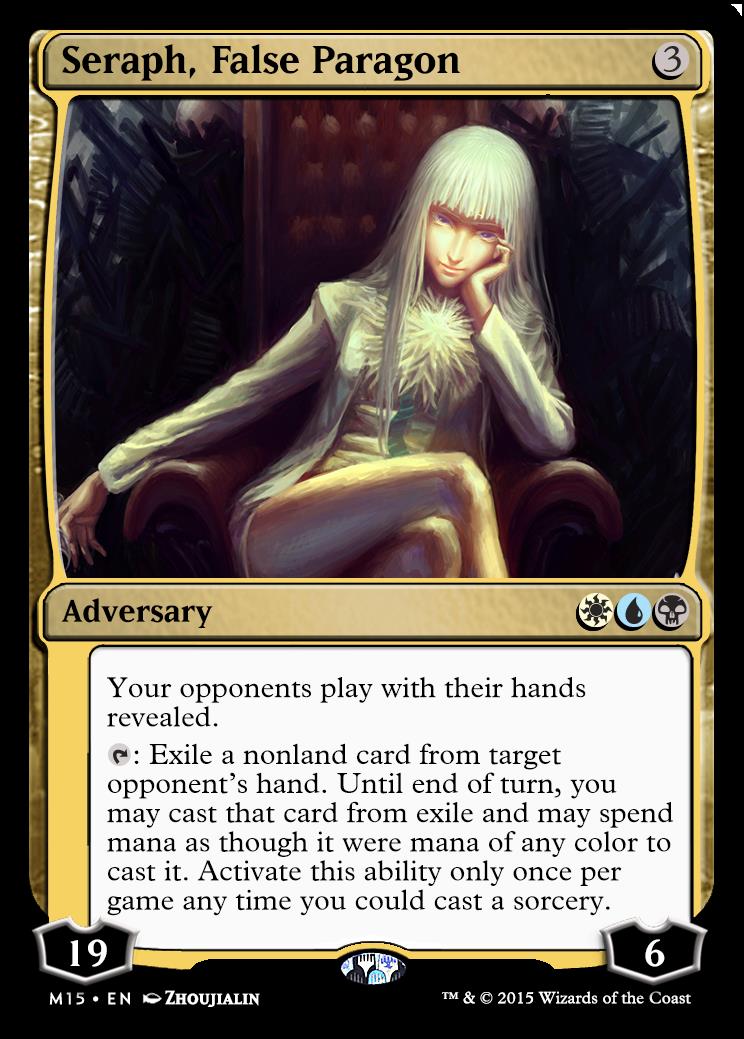 Seraph, False Paragon 3
Adversary
Your opponents play with their hands
revealed.
: Exile a nonland card from target
opponent's hand. Until end of turn, you
may cast that card from exile and may spend
mana as though it were mana of any color to
cast it. Activate this ability only once per
game any time you could cast a sorcery.
19
6
M15 • EN Zhoujialin
™ & © 2015 Wizards of the Coast